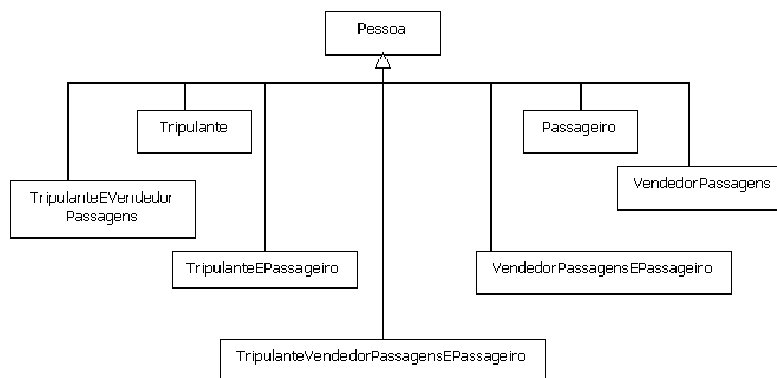 Pessoa
Tripulante
Passageiro
VendedorPassagens
TripulanteEVendedor
Passagens
TripulanteEPassageiro
VendedorPassagensEPassageiro
TripulanteVendedorPassagensEPassageiro